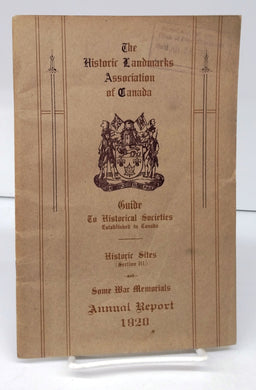 The
Historic Landmarks
Association
of Canada
Guide
To Historical Societies
Established in Canada
Historic Sites
(Section III)
and
Some War Memorials
Annual Report
1920